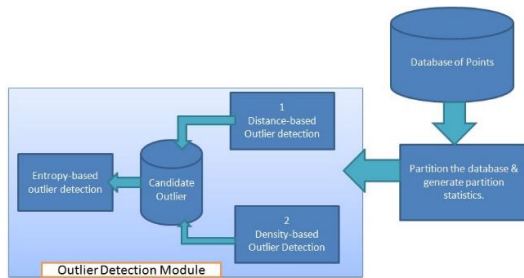 Database of Points
1
Distance-based
Outlier detection
Partition the database &
generate partition
statistics.
Entropy-based
outlier detection
Candidate
Outlier
2
Density-based
Outlier Detection
Outlier Detection Module